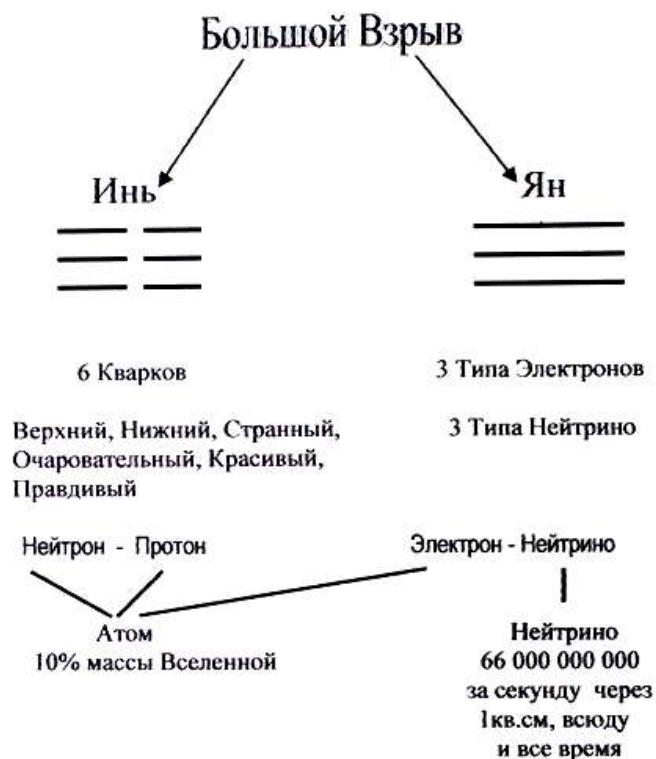 Большой Взрыв
Инь
Ян
6 Кварков
3 Типа Электронов
Верхний, Нижний, Странный,
Очаровательный, Красивый,
Правдивый
3 Типа Нейтрино
Нейтрон - Протон
Электрон - Нейтрино
Атом
10% массы Вселенной
Нейтрино
66 000 000 000
за секунду через
1кв.см, всюду
и все время